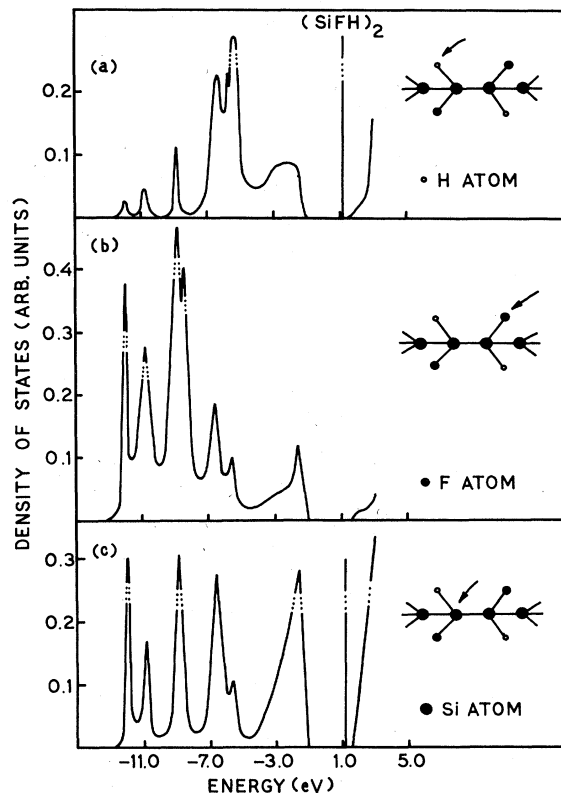 (SiFH)2
(a)
0.2
0.1
H ATOM
(b)
0.4
0.3
0.2
0.1
F ATOM
(c)
0.3
0.2
0.1
Si ATOM
−11.0 −7.0 −3.0 1.0 5.0
ENERGY (eV)
DENSITY OF STATES (ARB. UNITS)